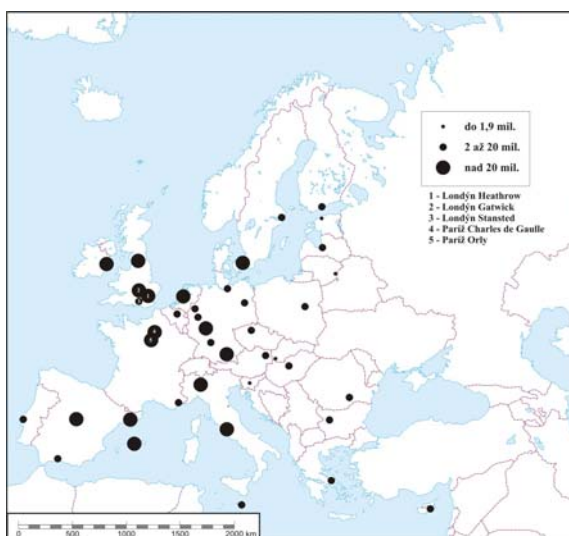 do 1,9 mil.
2 až 20 mil.
nad 20 mil.
1 - Londýn Heathrow
2 - Londýn Gatwick
3 - Londýn Stansted
4 - Paríž Charles de Gaulle
5 - Paríž Orly
0 500 1000 1500 2000 km